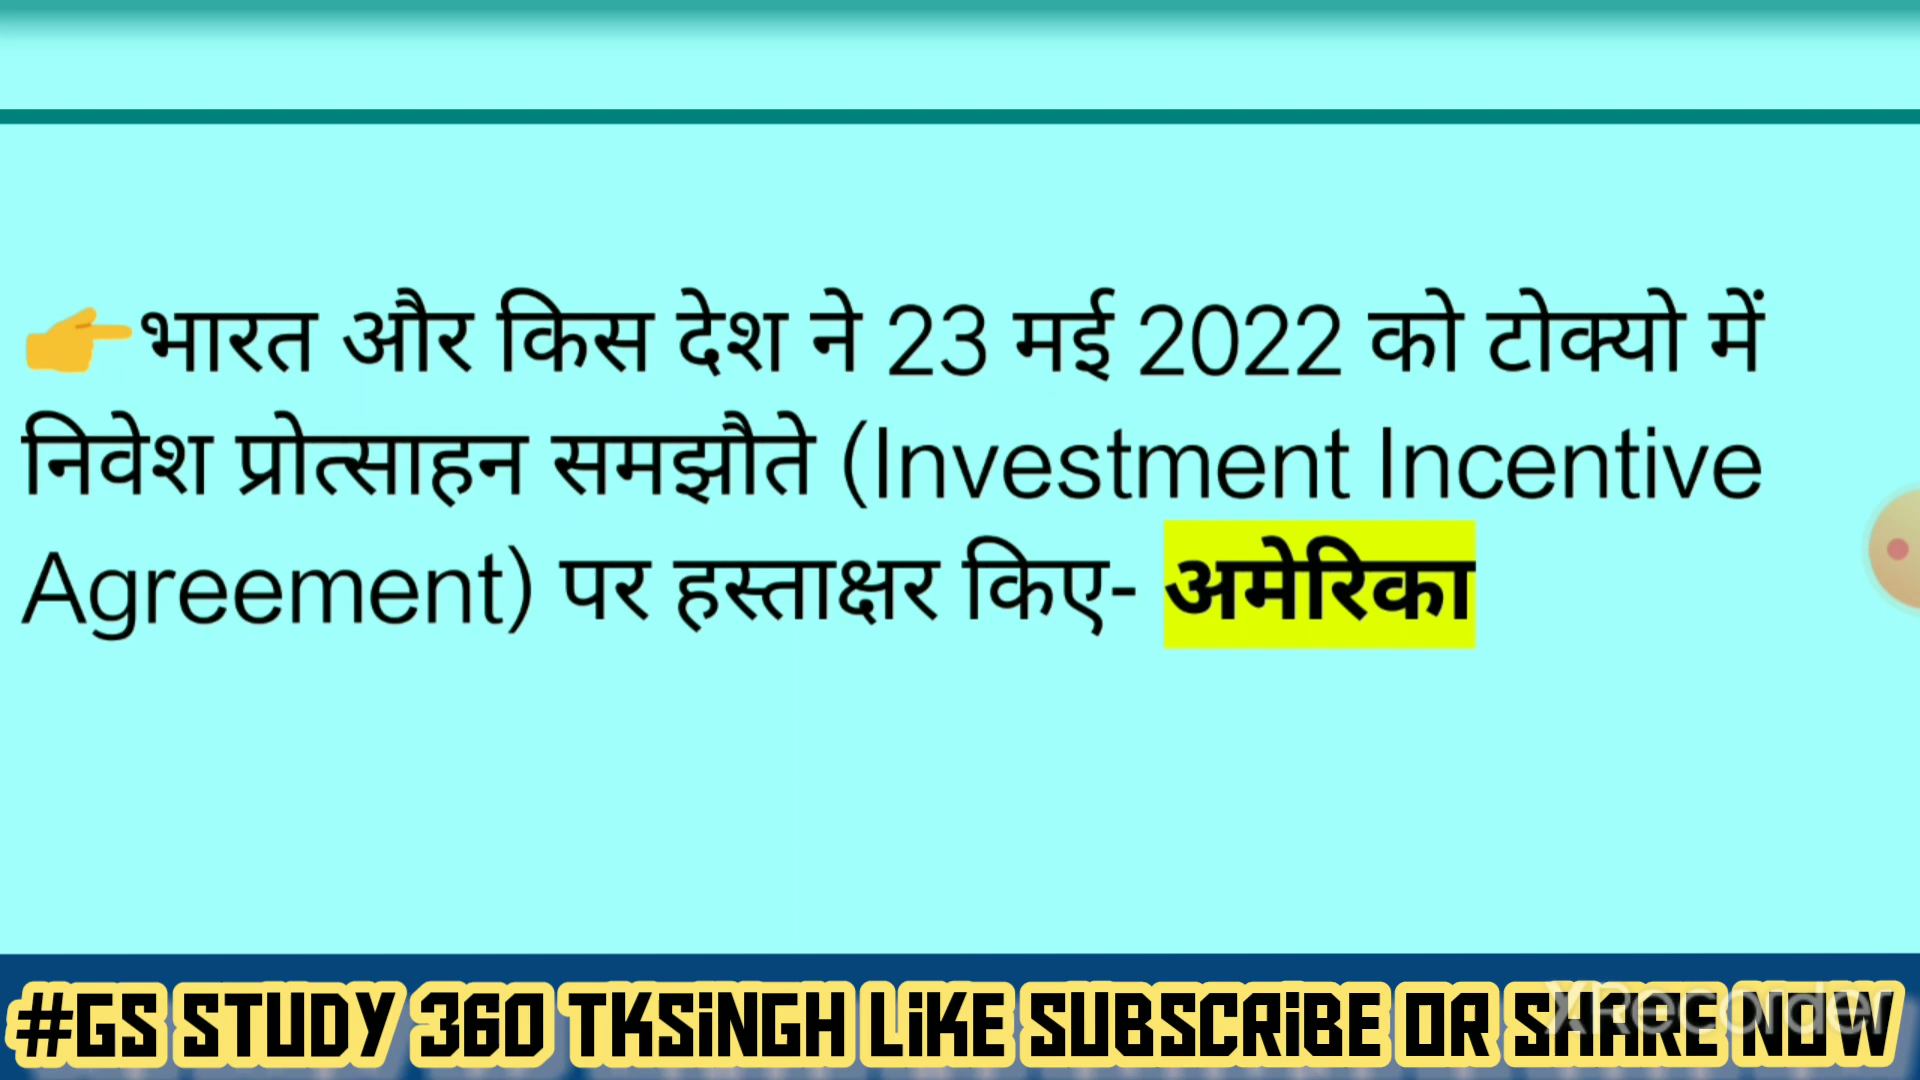 👉भारत और किस देश ने 23 मई 2022 को टोक्यो में
निवेश प्रोत्साहन समझौते (Investment Incentive
Agreement) पर हस्ताक्षर किए- अमेरिका
#GS STUDY 360 TKSiNGH LiKE SUBSCRiBE OR SHARE NOW
XRecorder